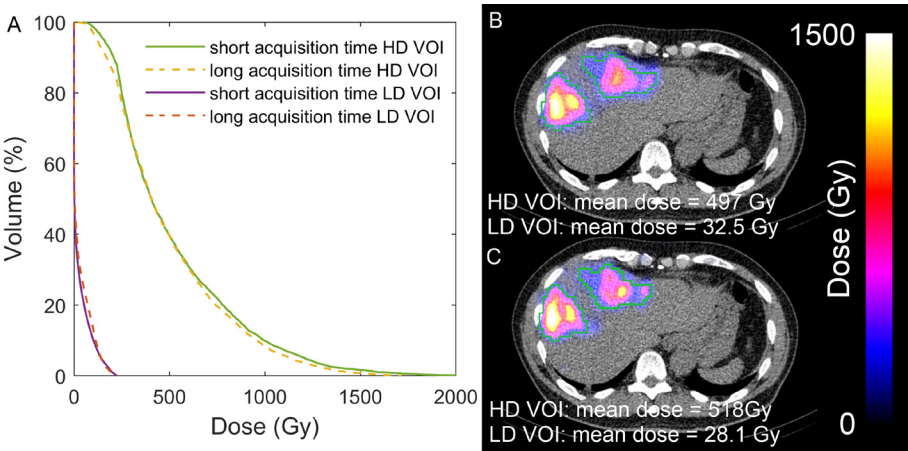 A
100
80
60
40
20
0
Volume (%)
0
500
1000
1500
2000
Dose (Gy)
short acquisition time HD VOI
long acquisition time HD VOI
short acquisition time LD VOI
long acquisition time LD VOI
B
HD VOI: mean dose = 497 Gy
LD VOI: mean dose = 32.5 Gy
C
HD VOI: mean dose = 518Gy
LD VOI: mean dose = 28.1 Gy
1500
Dose (Gy)
0